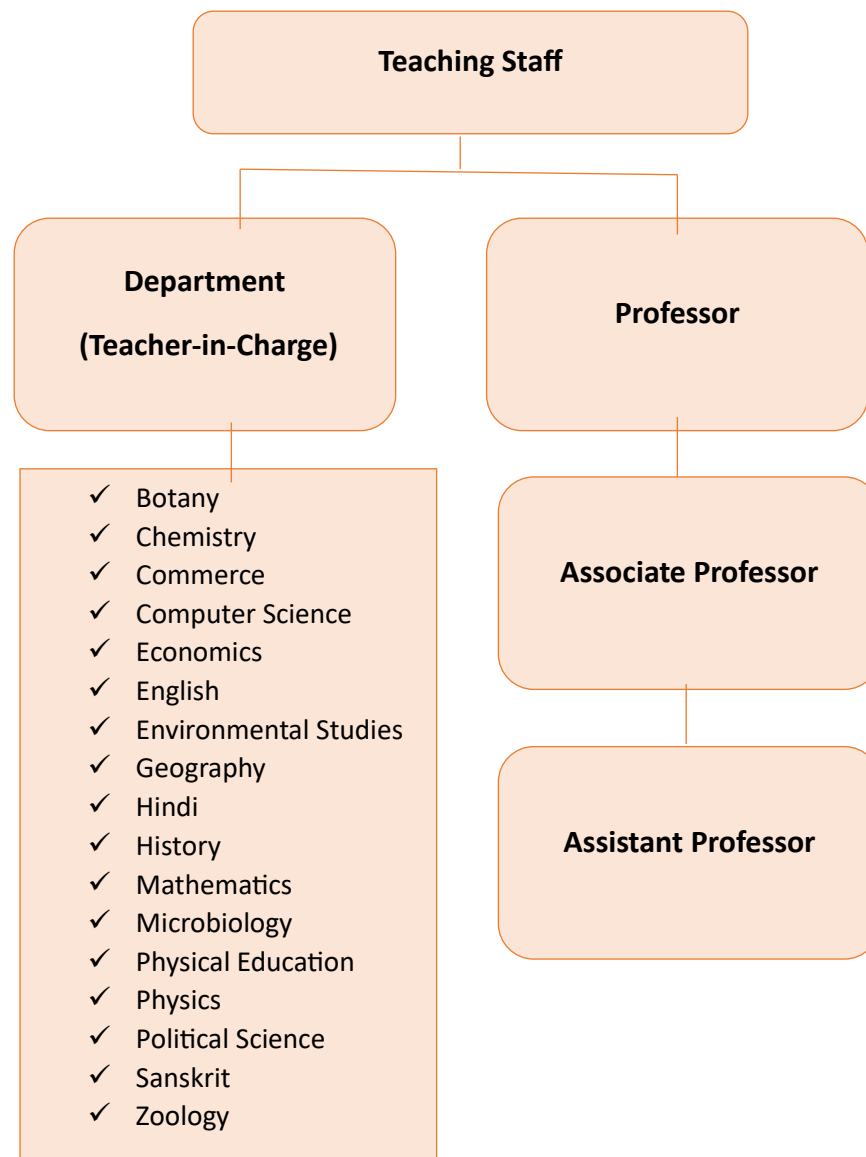 Teaching Staff
Department
(Teacher-in-Charge)
Professor
✓ Botany
✓ Chemistry
✓ Commerce
✓ Computer Science
✓ Economics
✓ English
✓ Environmental Studies
✓ Geography
✓ Hindi
✓ History
✓ Mathematics
✓ Microbiology
✓ Physical Education
✓ Physics
✓ Political Science
✓ Sanskrit
✓ Zoology
Associate Professor
Assistant Professor